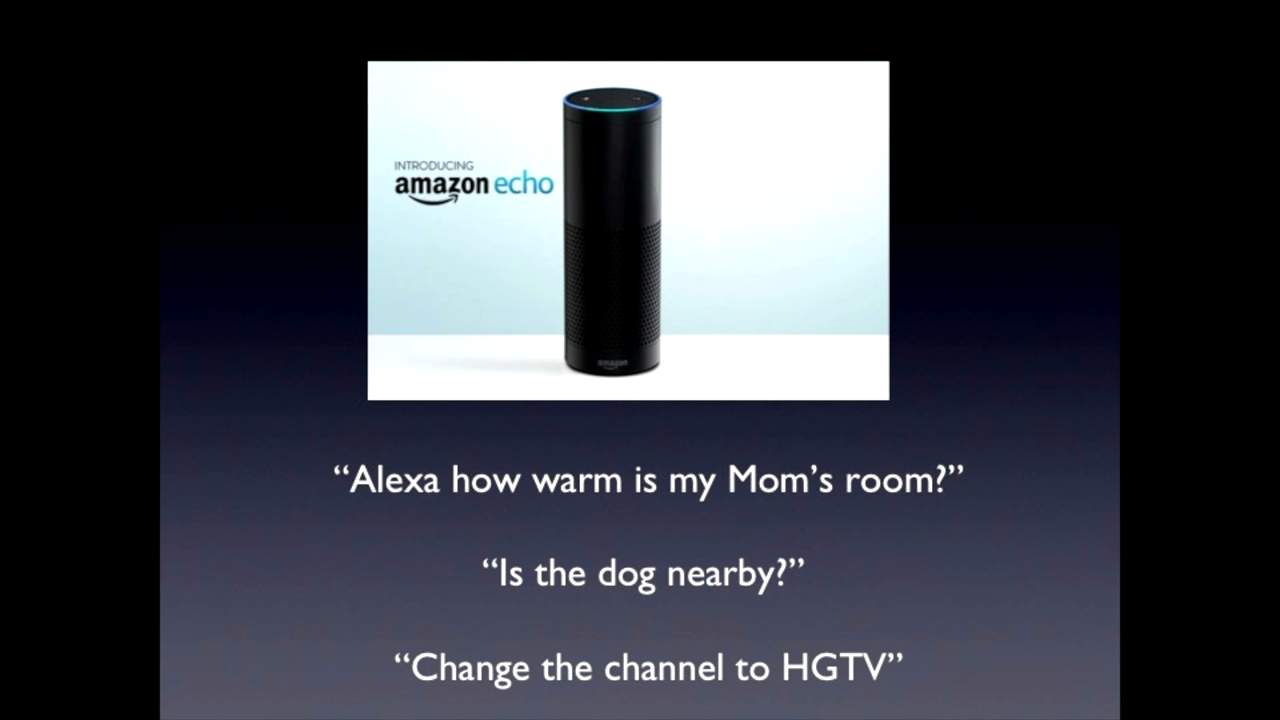 INTRODUCING
amazon echo
amazon
“Alexa how warm is my Mom’s room?”
“Is the dog nearby?”
“Change the channel to HGTV”